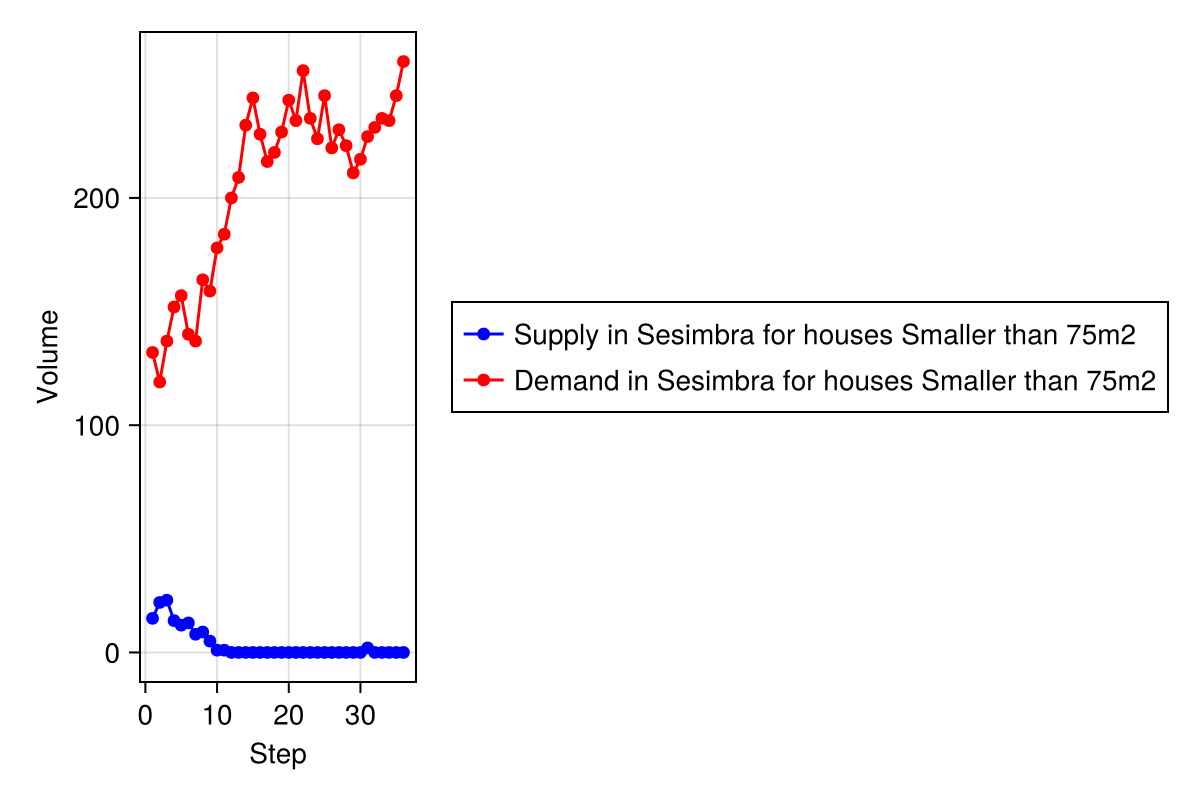 Volume
200
100
0
0 10 20 30
Step
Supply in Sesimbra for houses Smaller than 75m2
Demand in Sesimbra for houses Smaller than 75m2